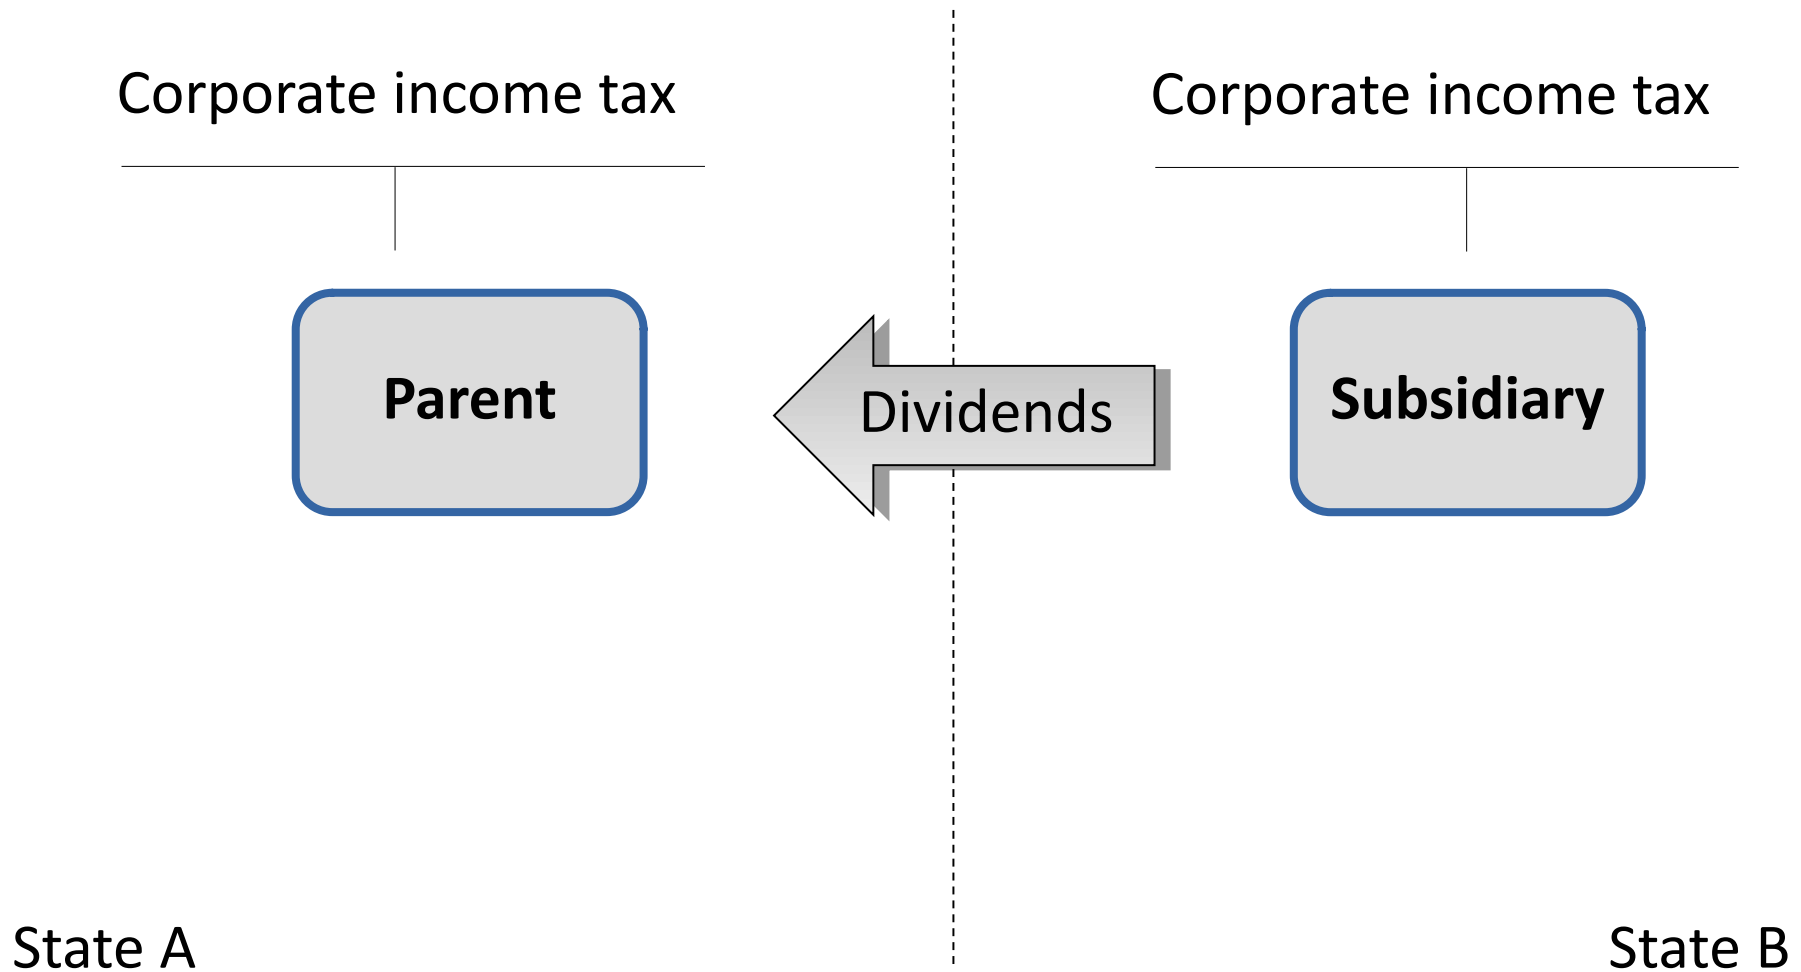 Corporate income tax
Corporate income tax
Parent
Dividends
Subsidiary
State A
State B